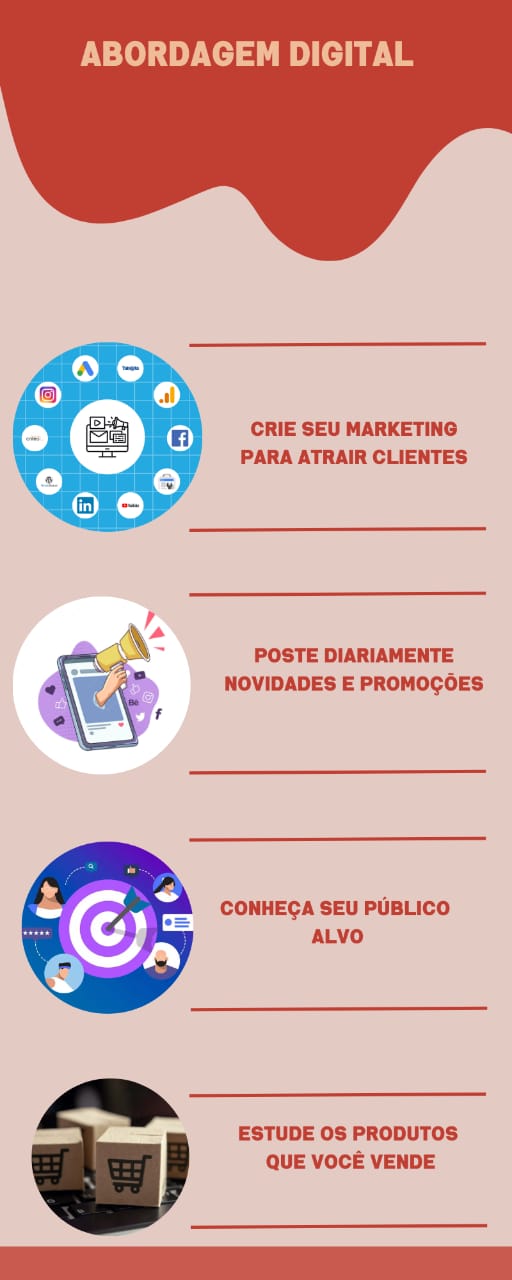 ABORDAGEM DIGITAL
CRIE SEU MARKETING
PARA ATRAIR CLIENTES
POSTE DIARIAMENTE
NOVIDADES E PROMOÇÕES
Bē
CONHEÇA SEU PÚBLICO
ALVO
ESTUDE OS PRODUTOS
QUE VOCÊ VENDE